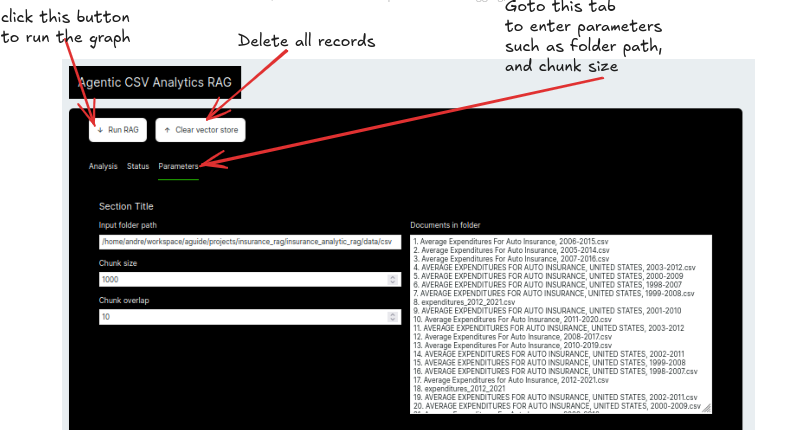 click this button
to run the graph
Delete all records
Goto this tab
to enter parameters
such as folder path,
and chunk size
Agentic CSV Analytics RAG
Run RAG
Clear vector store
Analysis Status Parameters
Section Title
Input folder path
/home/andre/workspace/aguide/projects/insurance_rag/insurance_analytic_rag/data/csv
Chunk size
1000
Chunk overlap
10
Documents in folder
1. Average Expenditures For Auto Insurance, 2006-2015.csv
2. Average Expenditures For Auto Insurance, 2005-2014.csv
3. Average Expenditures For Auto Insurance, 2007-2016.csv
4. AVERAGE EXPENDITURES FOR AUTO INSURANCE, UNITED STATES, 2003-2012.csv
5. AVERAGE EXPENDITURES FOR AUTO INSURANCE, UNITED STATES, 2000-2009
6. AVERAGE EXPENDITURES FOR AUTO INSURANCE, UNITED STATES, 1998-2007
7. AVERAGE EXPENDITURES FOR AUTO INSURANCE, UNITED STATES, 1999-2008.csv
8. expenditures_2012_2021.csv
9. AVERAGE EXPENDITURES FOR AUTO INSURANCE, UNITED STATES, 2001-2010
10. Average Expenditures For Auto Insurance, 2011-2020.csv
11. AVERAGE EXPENDITURES FOR AUTO INSURANCE, UNITED STATES, 2003-2012
12. Average Expenditures For Auto Insurance, 2008-2017.csv
13. Average Expenditures For Auto Insurance, 2010-2019.csv
14. AVERAGE EXPENDITURES FOR AUTO INSURANCE, UNITED STATES, 2002-2011
15. AVERAGE EXPENDITURES FOR AUTO INSURANCE, UNITED STATES, 1999-2008
16. AVERAGE EXPENDITURES FOR AUTO INSURANCE, UNITED STATES, 1998-2007.csv
17. Average Expenditures for Auto Insurance, 2012-2021.csv
18. expenditures_2012_2021
19. AVERAGE EXPENDITURES FOR AUTO INSURANCE, UNITED STATES, 2002-2011.csv
20. AVERAGE EXPENDITURES FOR AUTO INSURANCE, UNITED STATES, 2000-2009.csv